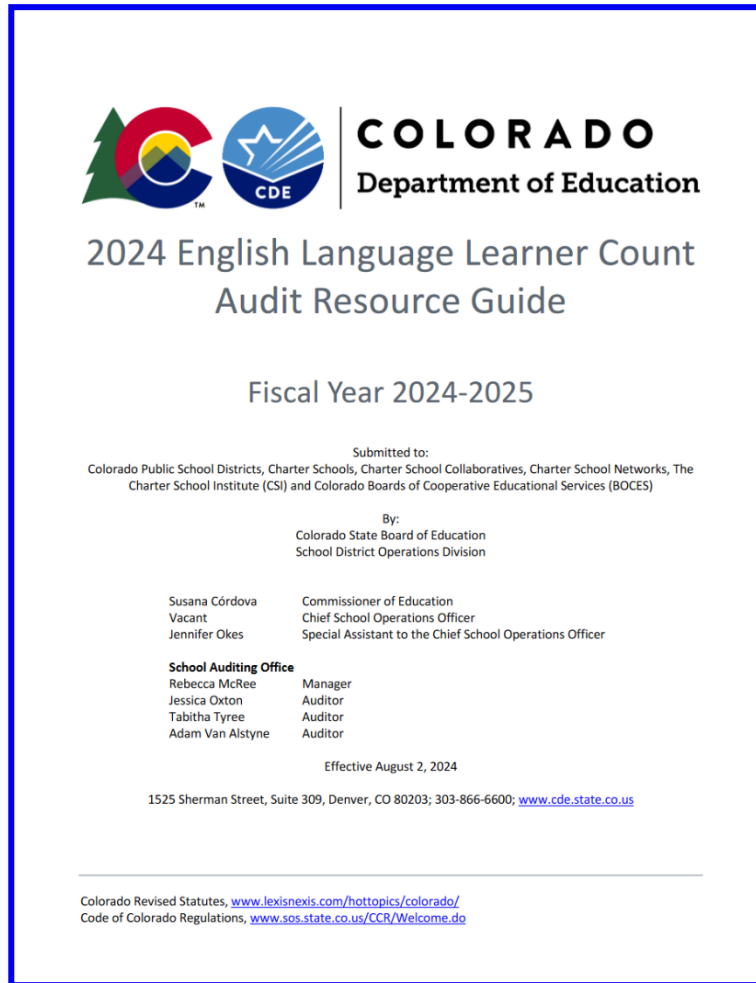 CDE
TM
COLORADO
Department of Education
2024 English Language Learner Count
Audit Resource Guide
Fiscal Year 2024-2025
Submitted to:
Colorado Public School Districts, Charter Schools, Charter School Collaboratives, Charter School Networks, The
Charter School Institute (CSI) and Colorado Boards of Cooperative Educational Services (BOCES)
By:
Colorado State Board of Education
School District Operations Division
Susana Córdova Commissioner of Education
Vacant Chief School Operations Officer
Jennifer Okes Special Assistant to the Chief School Operations Officer
School Auditing Office
Rebecca McRee Manager
Jessica Oxton Auditor
Tabitha Tyree Auditor
Adam Van Alstyne Auditor
Effective August 2, 2024
1525 Sherman Street, Suite 309, Denver, CO 80203; 303-866-6600; www.cde.state.co.us
Colorado Revised Statutes, www.lexisnexis.com/hottopics/colorado/
Code of Colorado Regulations, www.sos.state.co.us/CCR/Welcome.do